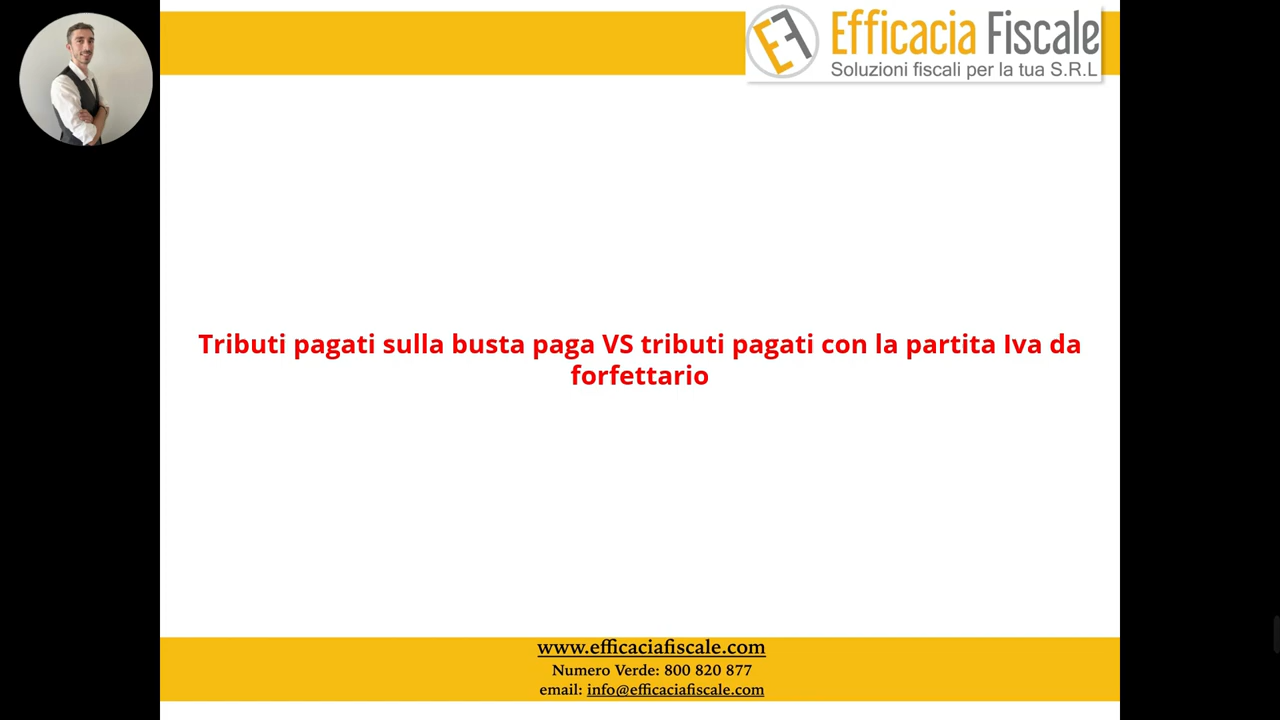 Efficacia Fiscale
Soluzioni fiscali per la tua S.R.L
Tributi pagati sulla busta paga VS tributi pagati con la partita Iva da
forfettario
www.efficaciafiscale.com
Numero Verde: 800 820 877
email: info@efficaciafiscale.com